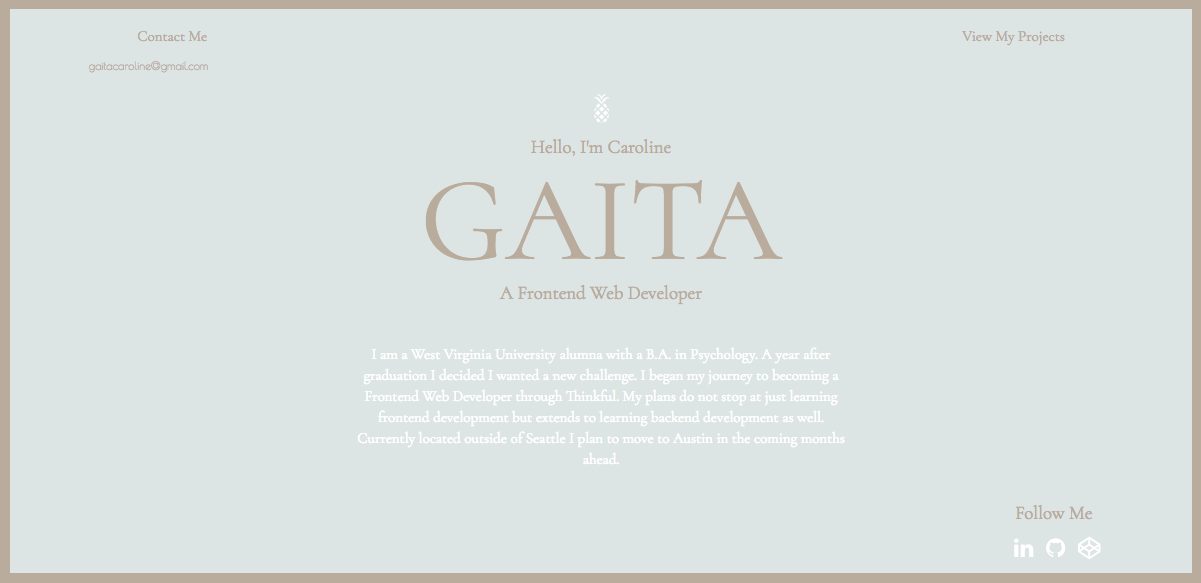 Contact Me
View My Projects
gaitacaroline@gmail.com
Hello, I'm Caroline
GAITA
A Frontend Web Developer
I am a West Virginia University alumna with a B.A. in Psychology. A year after
graduation I decided I wanted a new challenge. I began my journey to becoming a
Frontend Web Developer through Thinkful. My plans do not stop at just learning
frontend development but extends to learning backend development as well.
Currently located outside of Seattle I plan to move to Austin in the coming months
ahead.
Follow Me
in